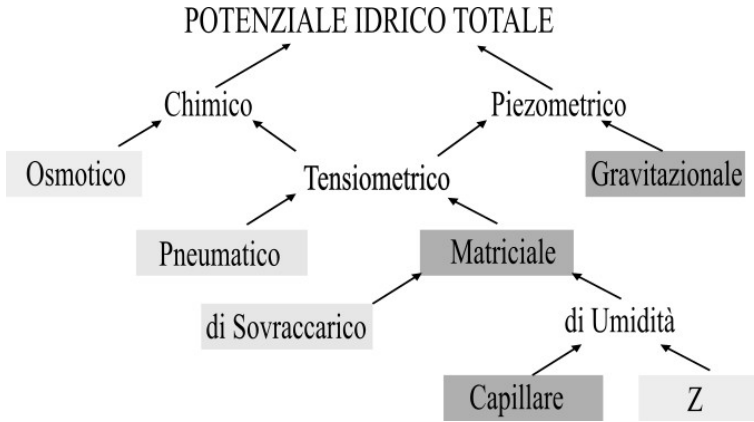 POTENZIALE IDRICO TOTALE
Chimico
Piezometrico
Osmotico
Tensiometrico
Gravitazionale
Pneumatico
Matriciale
di Sovraccarico
di Umidità
Capillare
Z